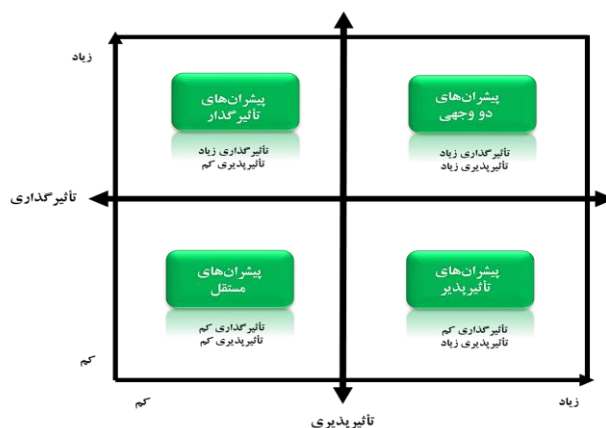 زیاد
پیشران‌های
دو وجهی
تأثیرگذاری زیاد
تأثیرپذیری زیاد
پیشران‌های
تأثیرگذار
تأثیرگذاری زیاد
تأثیرپذیری کم
تأثیرگذاری
پیشران‌های
تأثیرپذیر
تأثیرگذاری کم
تأثیرپذیری زیاد
پیشران‌های
مستقل
تأثیرگذاری کم
تأثیرپذیری کم
کم
زیاد
کم
تأثیرپذیری